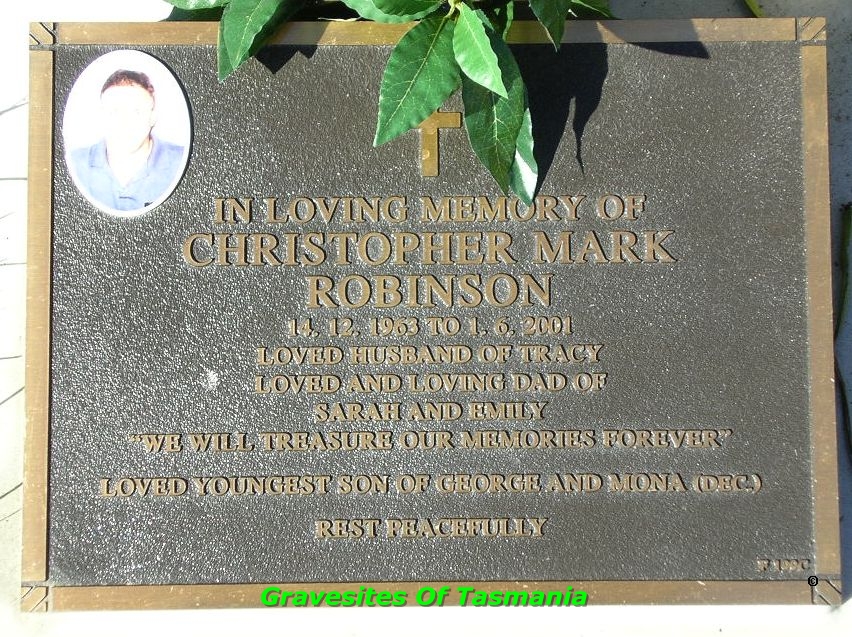 IN LOVING MEMORY OF
CHRISTOPHER MARK
ROBINSON
14. 12. 1963 TO 1. 6. 2001
LOVED HUSBAND OF TRACY
LOVED AND LOVING DAD OF
SARAH AND EMILY
“WE WILL TREASURE OUR MEMORIES FOREVER”
LOVED YOUNGEST SON OF GEORGE AND MONA (DEC.)
REST PEACEFULLY
©
Gravesites Of Tasmania